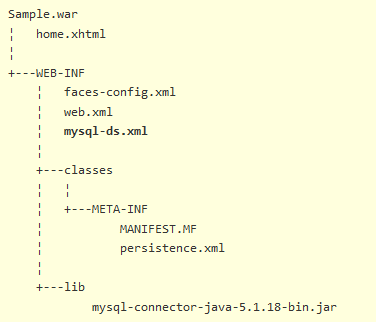 Sample.war
¦   home.xhtml
¦
+---WEB-INF
    ¦   faces-config.xml
    ¦   web.xml
    ¦   mysql-ds.xml
    ¦
    +---classes
    ¦   ¦
    ¦   +---META-INF
    ¦           MANIFEST.MF
    ¦           persistence.xml
    ¦
    +---lib
            mysql-connector-java-5.1.18-bin.jar